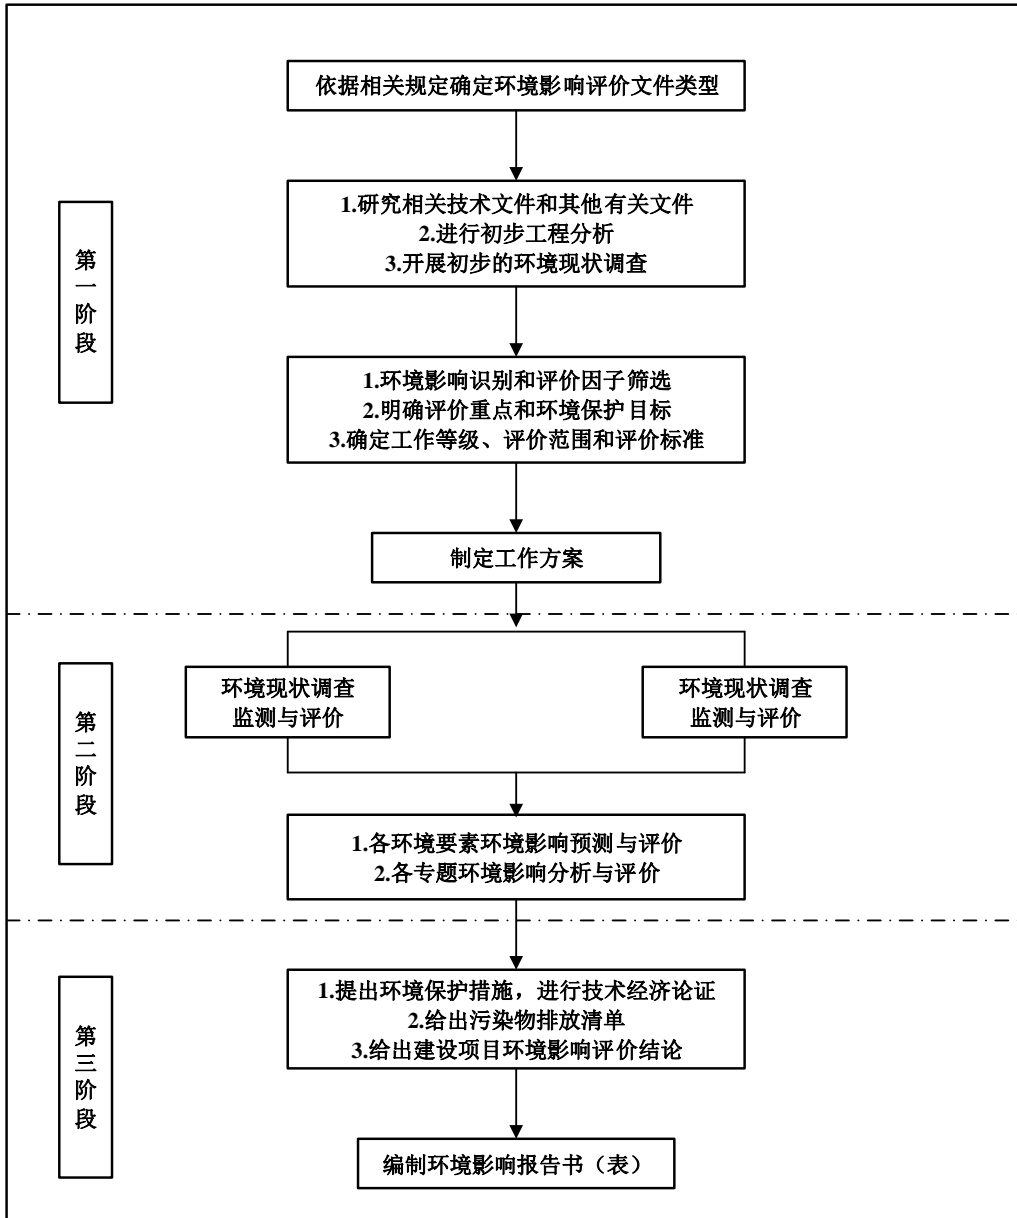 依据相关规定确定环境影响评价文件类型
第一阶段
1.研究相关技术文件和其他有关文件
2.进行初步工程分析
3.开展初步的环境现状调查
1.环境影响识别和评价因子筛选
2.明确评价重点和环境保护目标
3.确定工作等级、评价范围和评价标准
制定工作方案
第二阶段
环境现状调查
监测与评价
环境现状调查
监测与评价
1.各环境要素环境影响预测与评价
2.各专题环境影响分析与评价
第三阶段
1.提出环境保护措施，进行技术经济论证
2.给出污染物排放清单
3.给出建设项目环境影响评价结论
编制环境影响报告书（表）